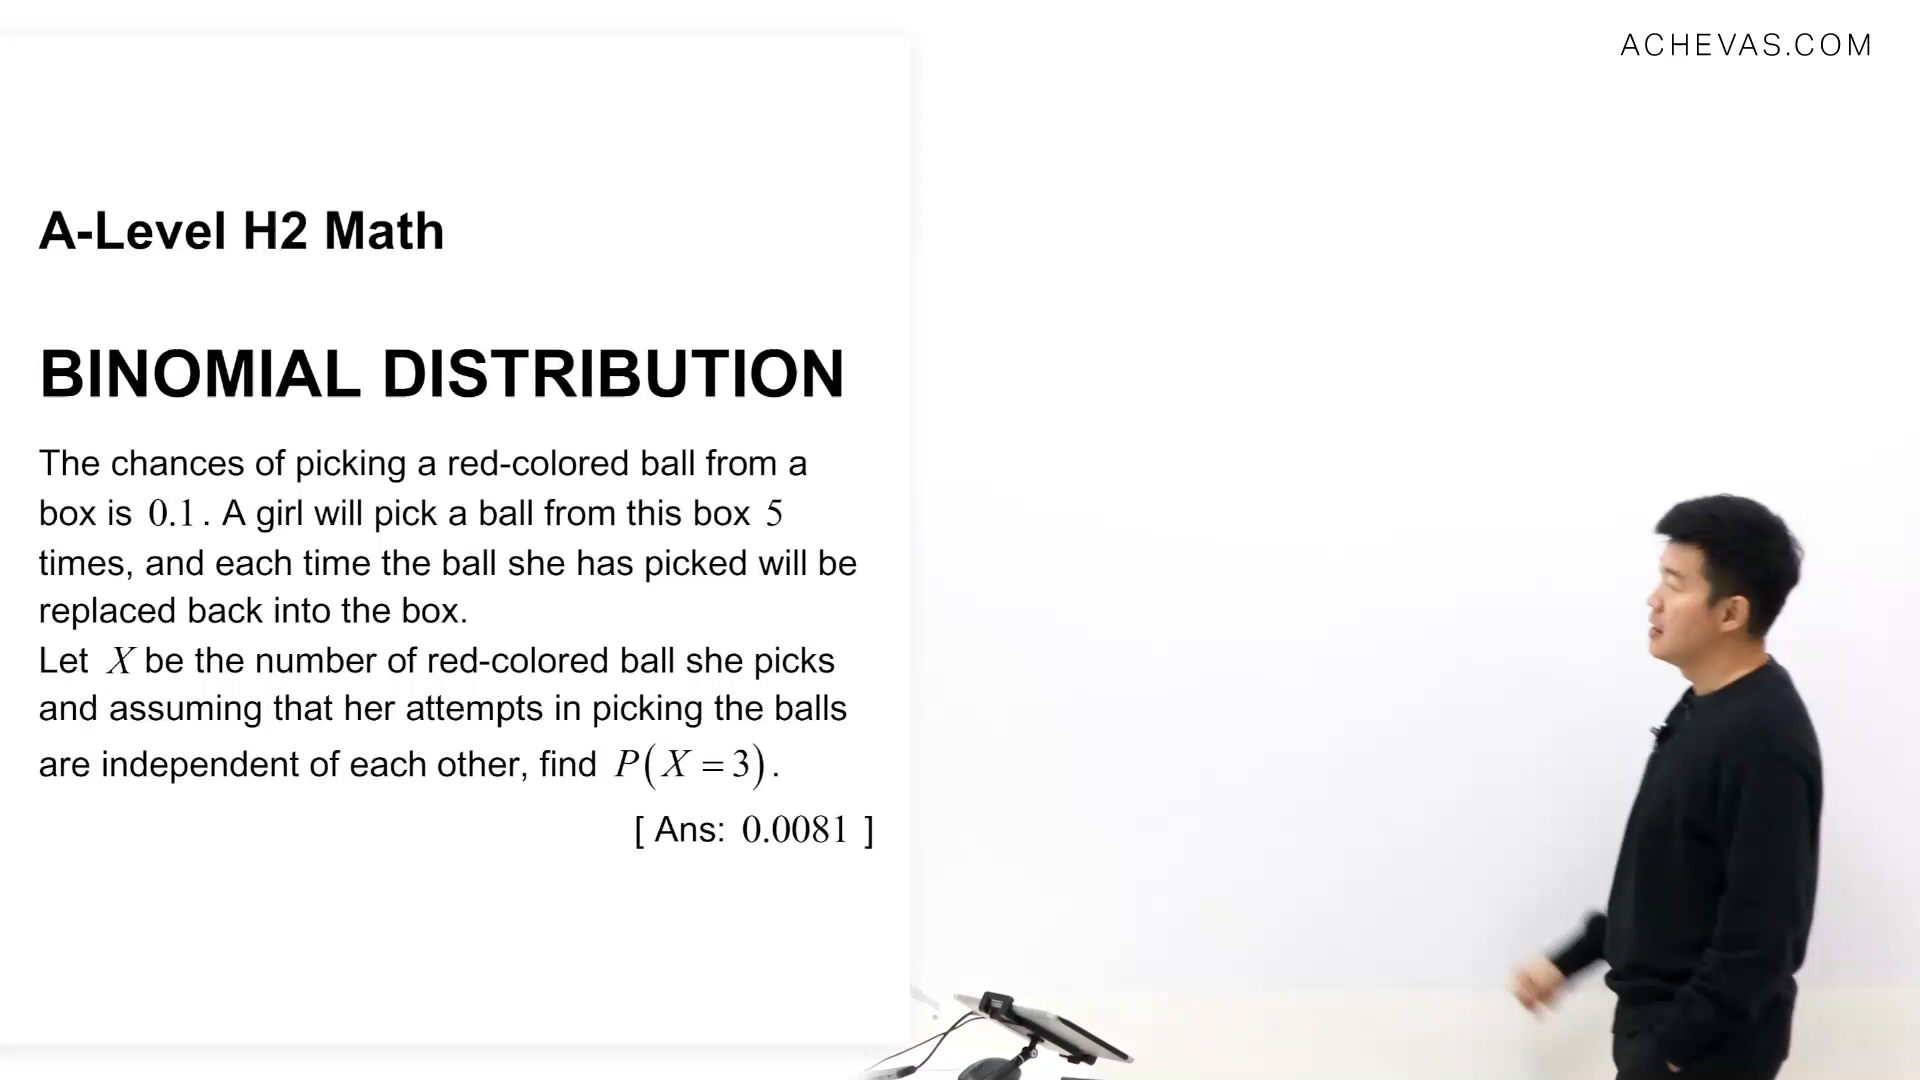 ACHEVAS.COM
A-Level H2 Math
BINOMIAL DISTRIBUTION
The chances of picking a red-colored ball from a
box is 0.1. A girl will pick a ball from this box 5
times, and each time the ball she has picked will be
replaced back into the box.
Let X be the number of red-colored ball she picks
and assuming that her attempts in picking the balls
are independent of each other, find P(X = 3).
[ Ans: 0.0081 ]